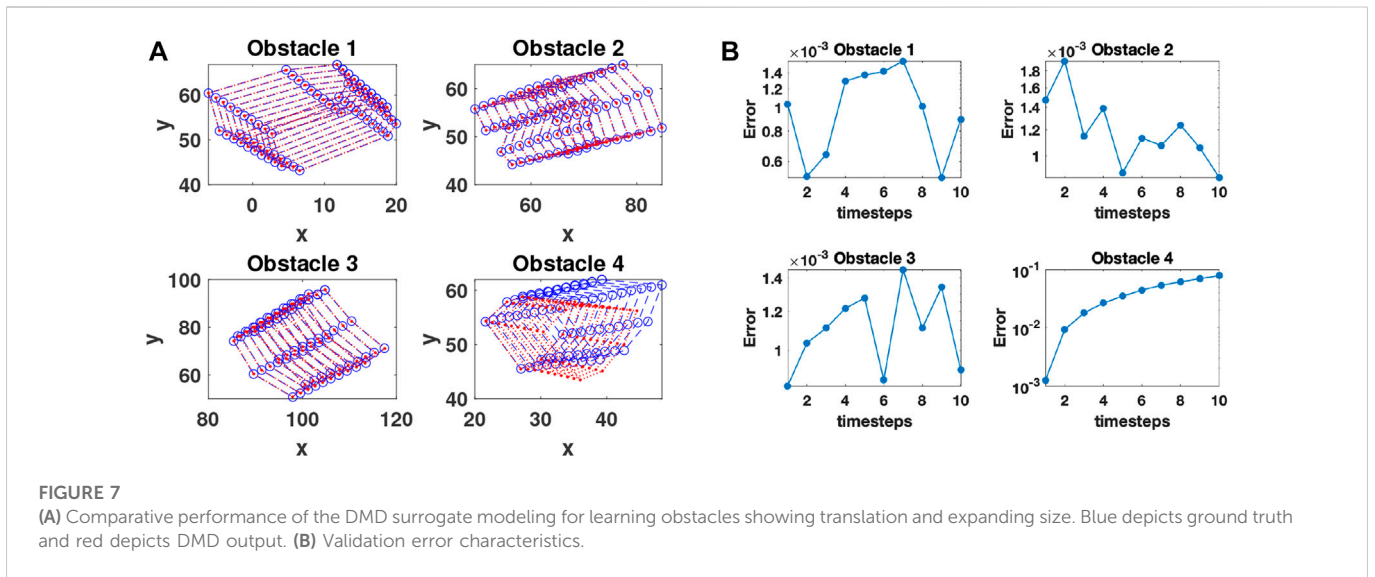 A
Obstacle 1
y
60
50
40
0
10
20
x
Obstacle 2
60
50
40
60
80
x
Obstacle 3
y
100
80
60
80
100
120
x
Obstacle 4
y
60
50
40
20
30
40
x
B
×10-3 Obstacle 1
Error
1.4
1.2
1
0.8
0.6
2
4
6
8
10
timesteps
×10-3 Obstacle 2
Error
1.8
1.6
1.4
1.2
1
2
4
6
8
10
timesteps
×10-3 Obstacle 3
Error
1.4
1.2
1
2
4
6
8
10
timesteps
Obstacle 4
Error
10-1
10-2
10-3
2
4
6
8
10
timesteps
FIGURE 7
(A) Comparative performance of the DMD surrogate modeling for learning obstacles showing translation and expanding size. Blue depicts ground truth
and red depicts DMD output. (B) Validation error characteristics.